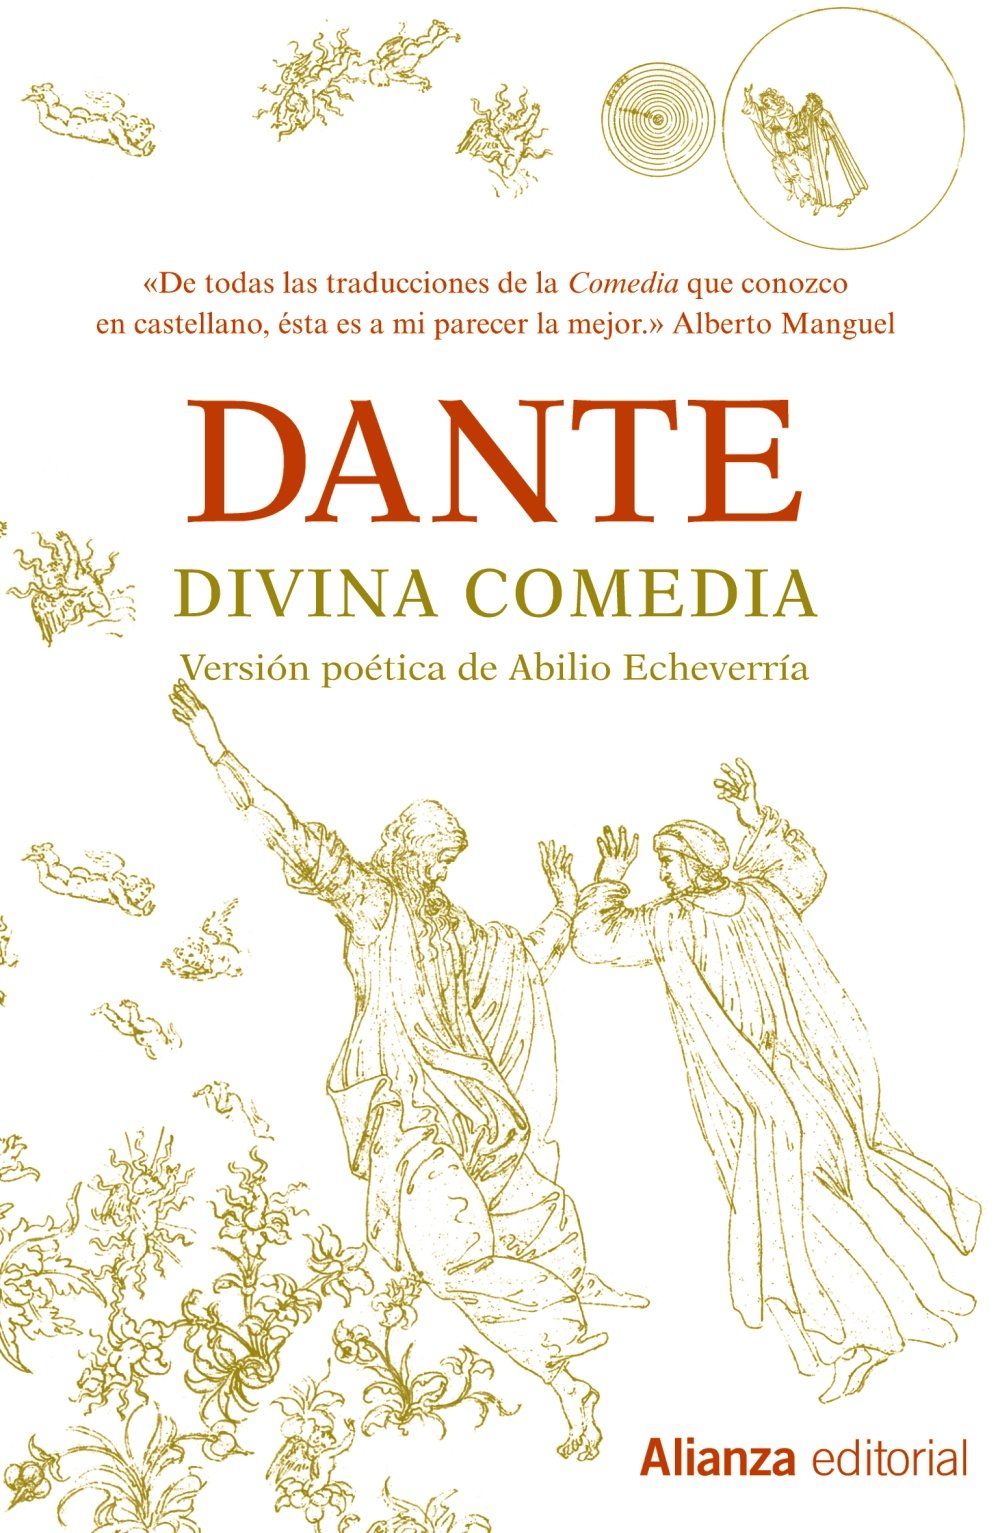 «De todas las traducciones de la Comedia que conozco
en castellano, ésta es a mi parecer la mejor.» Alberto Manguel
DANTE
DIVINA COMEDIA
Versión poética de Abilio Echeverría
Alianza editorial